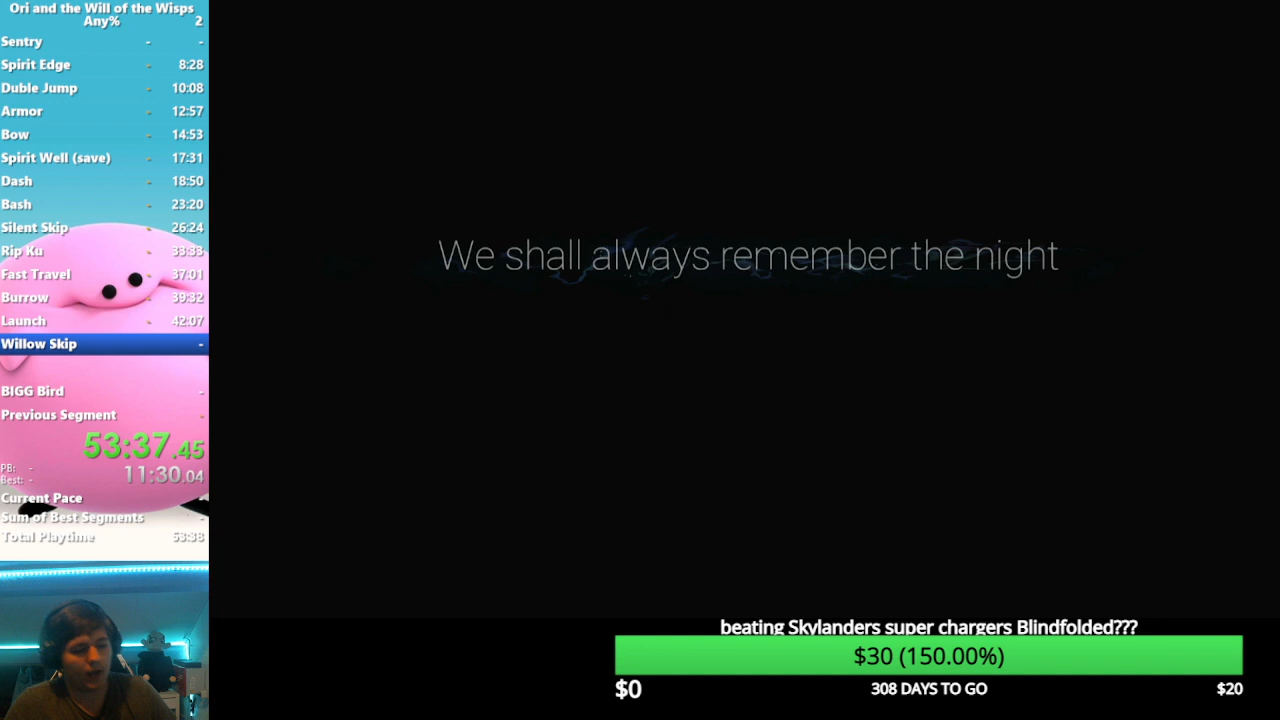 Ori and the Will of the Wisps
Any% 2
Sentry - -
Spirit Edge - 8:28
Duble Jump - 10:08
Armor - 12:57
Bow - 14:53
Spirit Well (save) - 17:31
Dash - 18:50
Bash - 23:20
Silent Skip - 26:24
Rip Ku - 33:33
Fast Travel - 37:01
Burrow - 39:32
Launch - 42:07
Willow Skip -
BIGG Bird -
Previous Segment -
53:37.45
PB: - 11:30.04
Best: -
Current Pace -
Sum of Best Segments -
Total Playtime 53:38
We shall always remember the night
beating Skylanders super chargers Blindfolded???
$30 (150.00%)
$0 308 DAYS TO GO $20